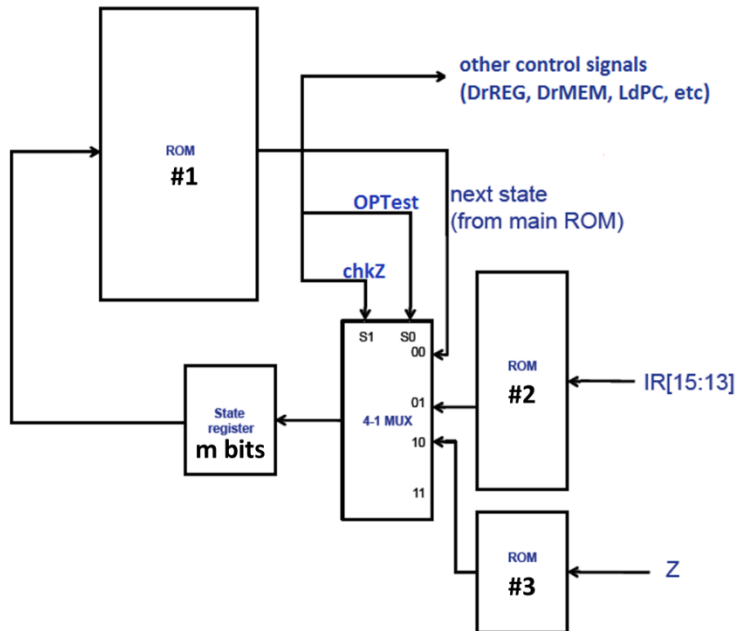 other control signals
(DrREG, DrMEM, LdPC, etc)
ROM
#1
next state
(from main ROM)
OPTest
chkZ
S1 S0
00
ROM
#2
IR[15:13]
State
register
m bits
4-1 MUX
01
10
11
ROM
#3
Z